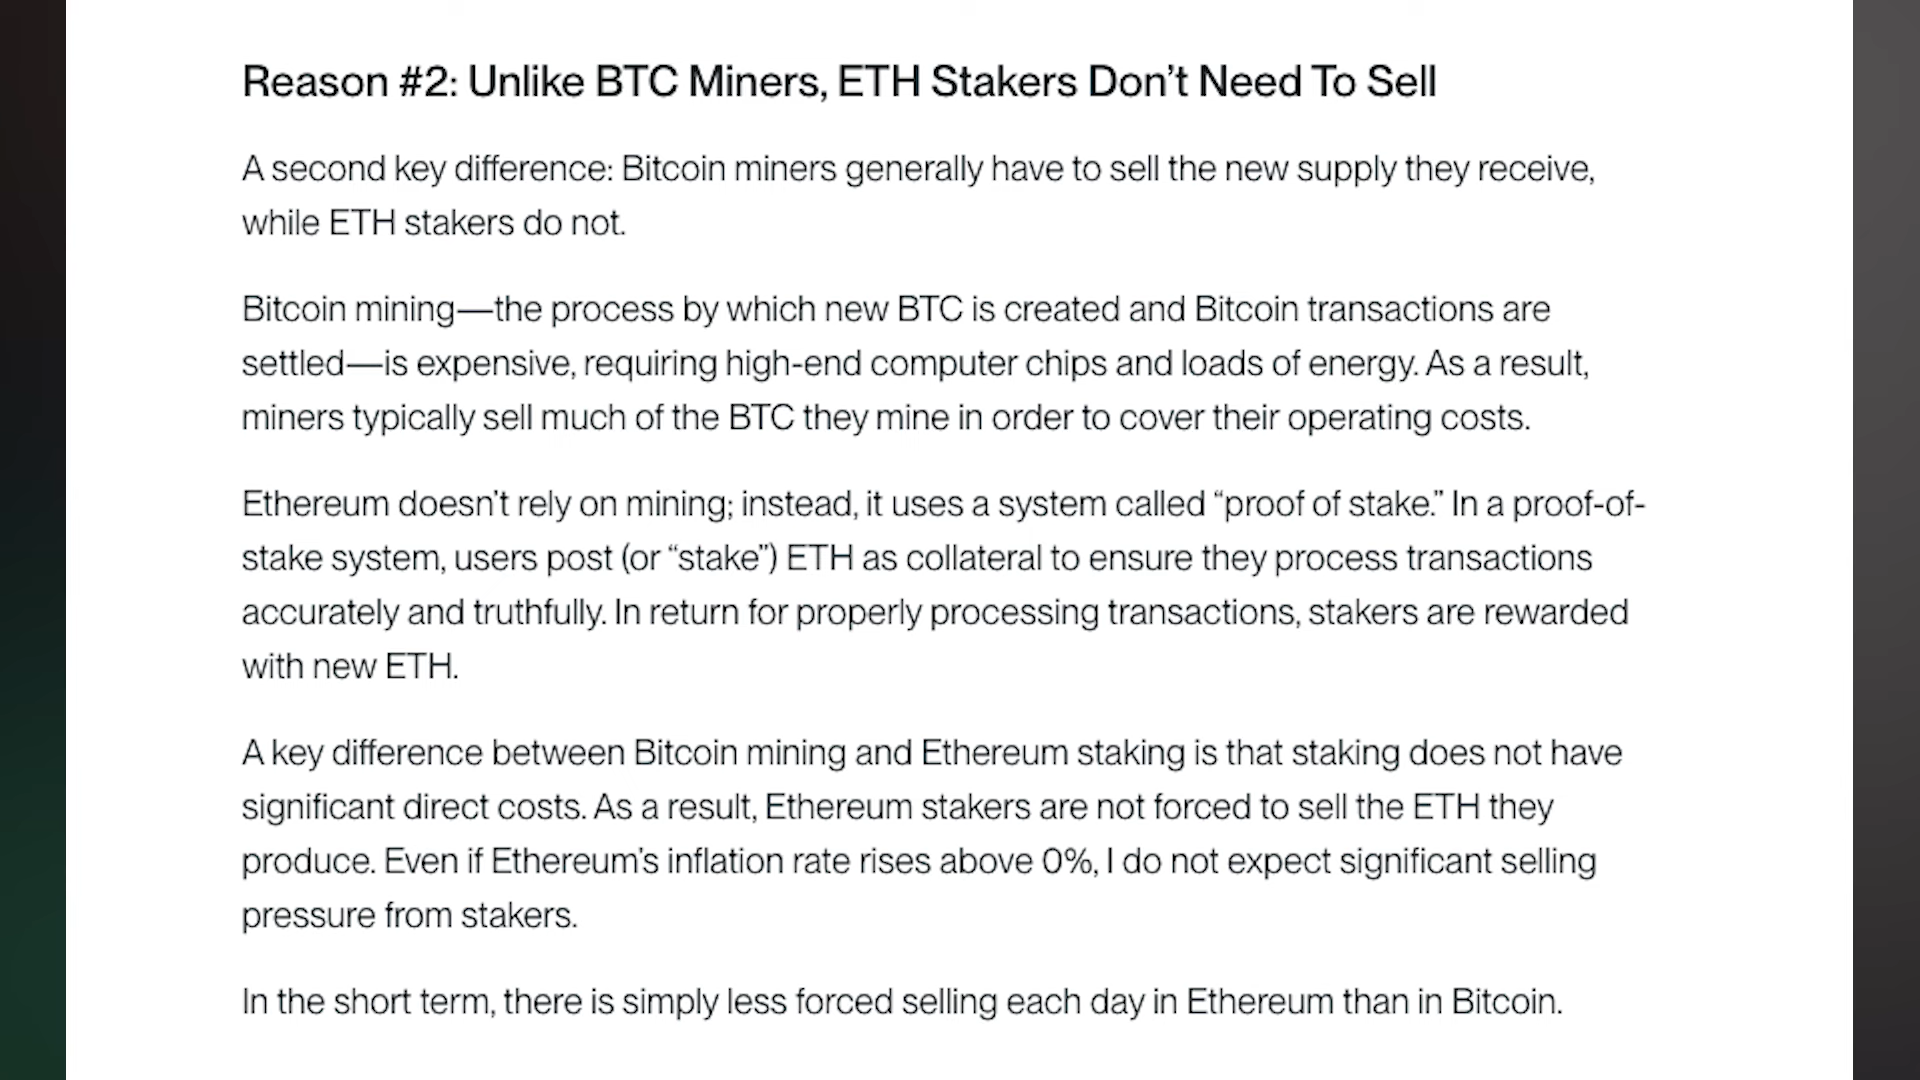 Reason #2: Unlike BTC Miners, ETH Stakers Don’t Need To Sell
A second key difference: Bitcoin miners generally have to sell the new supply they receive,
while ETH stakers do not.
Bitcoin mining—the process by which new BTC is created and Bitcoin transactions are
settled—is expensive, requiring high-end computer chips and loads of energy. As a result,
miners typically sell much of the BTC they mine in order to cover their operating costs.
Ethereum doesn’t rely on mining; instead, it uses a system called “proof of stake.” In a proof-of-
stake system, users post (or “stake”) ETH as collateral to ensure they process transactions
accurately and truthfully. In return for properly processing transactions, stakers are rewarded
with new ETH.
A key difference between Bitcoin mining and Ethereum staking is that staking does not have
significant direct costs. As a result, Ethereum stakers are not forced to sell the ETH they
produce. Even if Ethereum’s inflation rate rises above 0%, I do not expect significant selling
pressure from stakers.
In the short term, there is simply less forced selling each day in Ethereum than in Bitcoin.